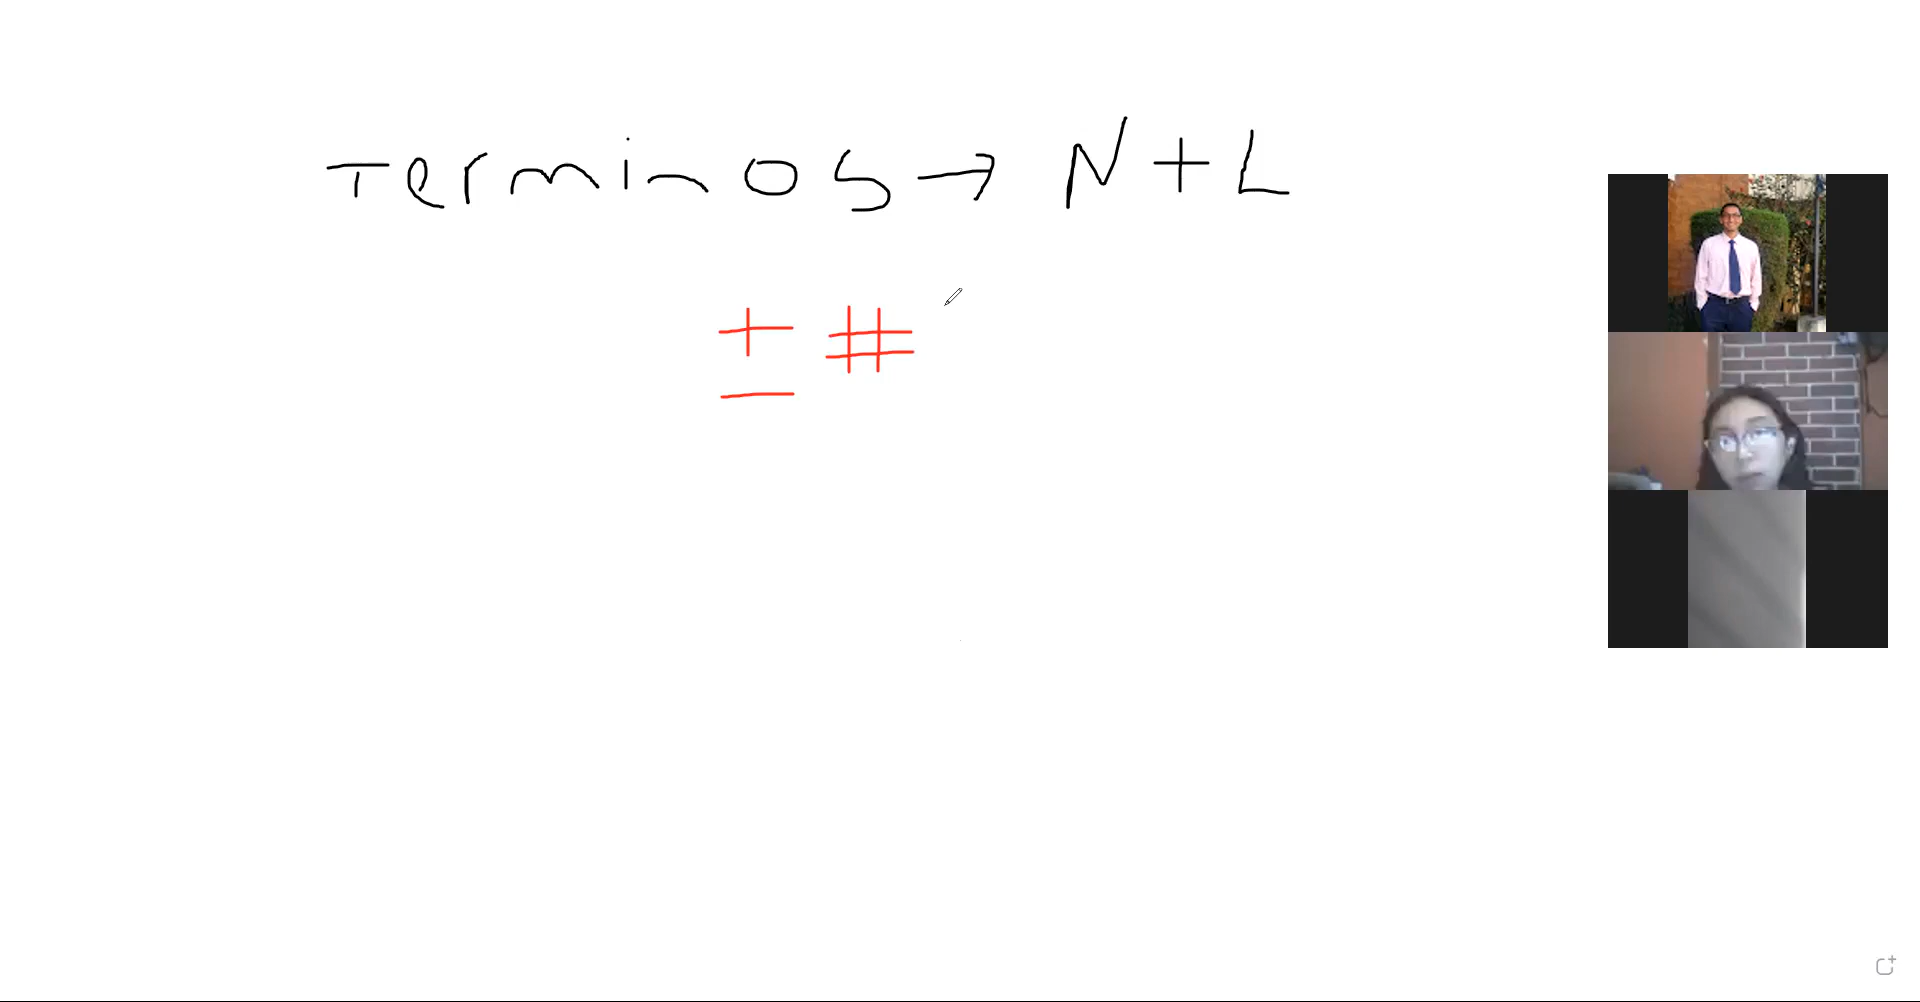 Terminos → N + L
+ #
−